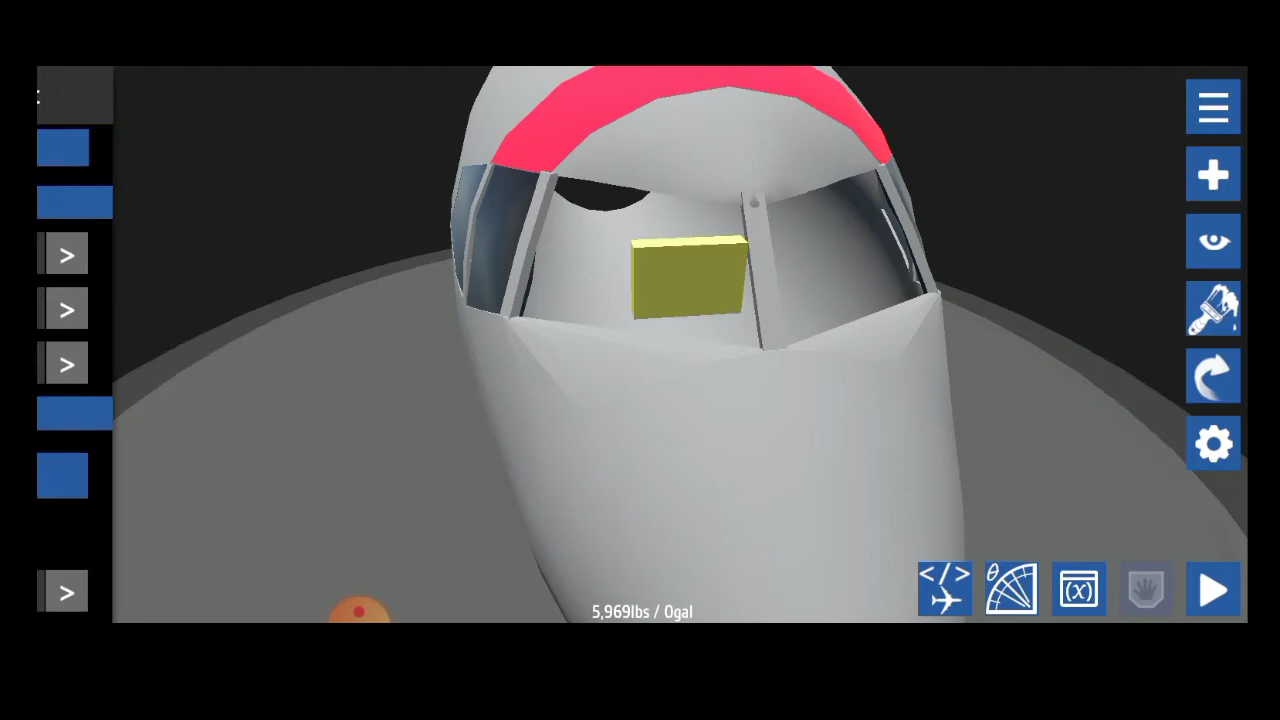 >
>
>
>
</>
θ
(x)
5,969lbs / 0gal